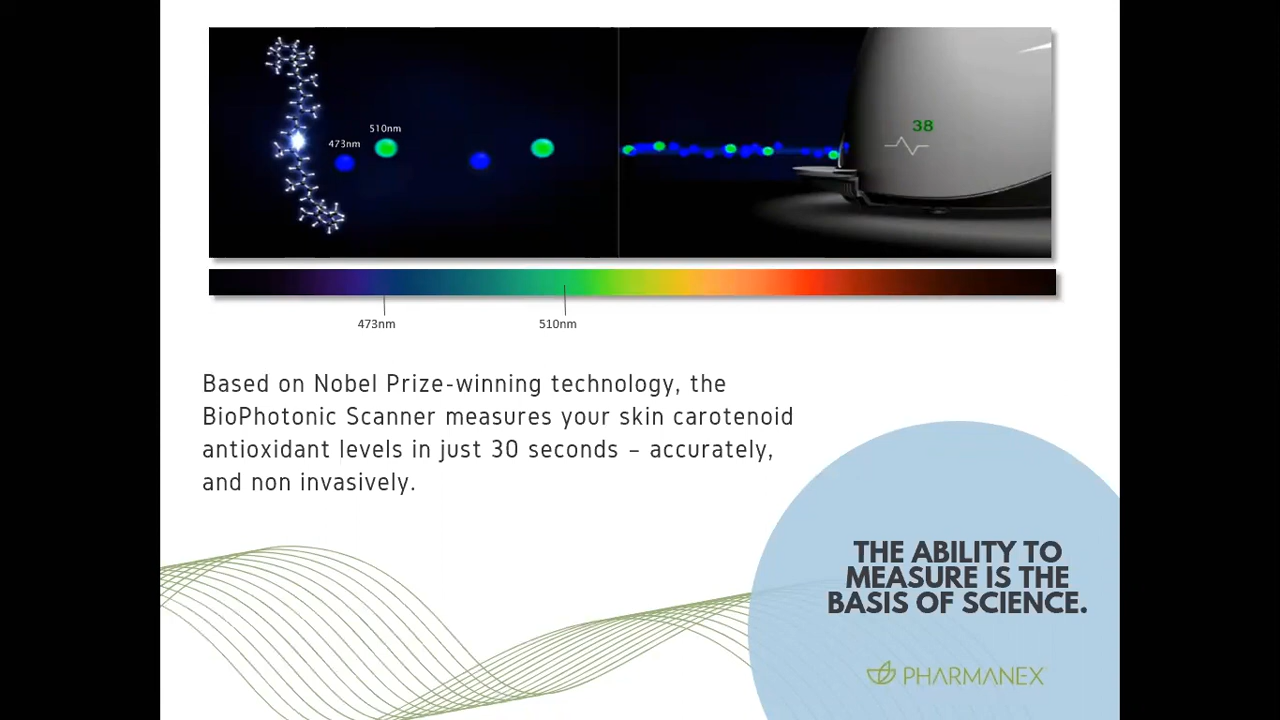 510nm
473nm
38
473nm
510nm
Based on Nobel Prize-winning technology, the
BioPhotonic Scanner measures your skin carotenoid
antioxidant levels in just 30 seconds – accurately,
and non invasively.
THE ABILITY TO
MEASURE IS THE
BASIS OF SCIENCE.
PHARMANEX